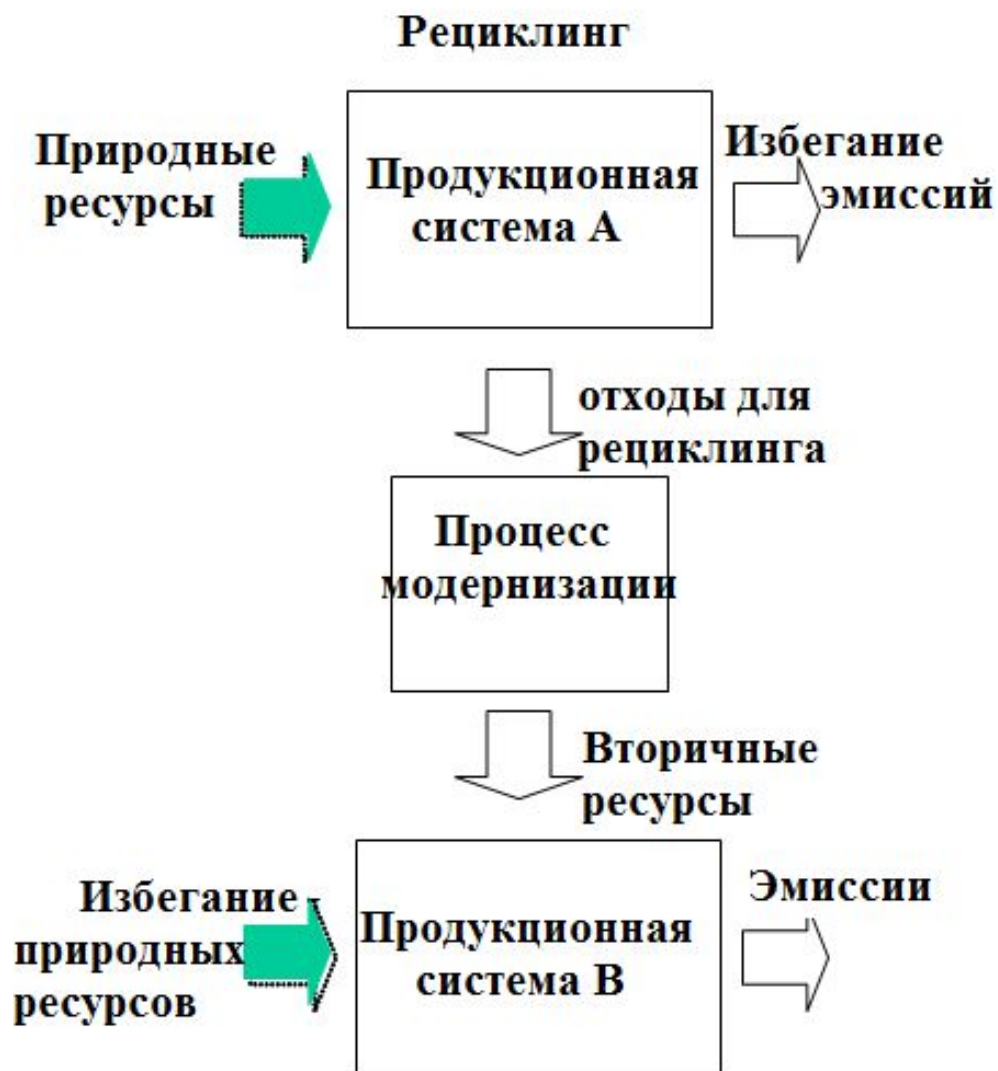 Рециклинг
Природные
ресурсы
Продукционная
система А
Избегание
эмиссий
отходы для
рециклинга
Процесс
модернизации
Вторичные
ресурсы
Избегание
природных
ресурсов
Продукционная
система В
Эмиссии